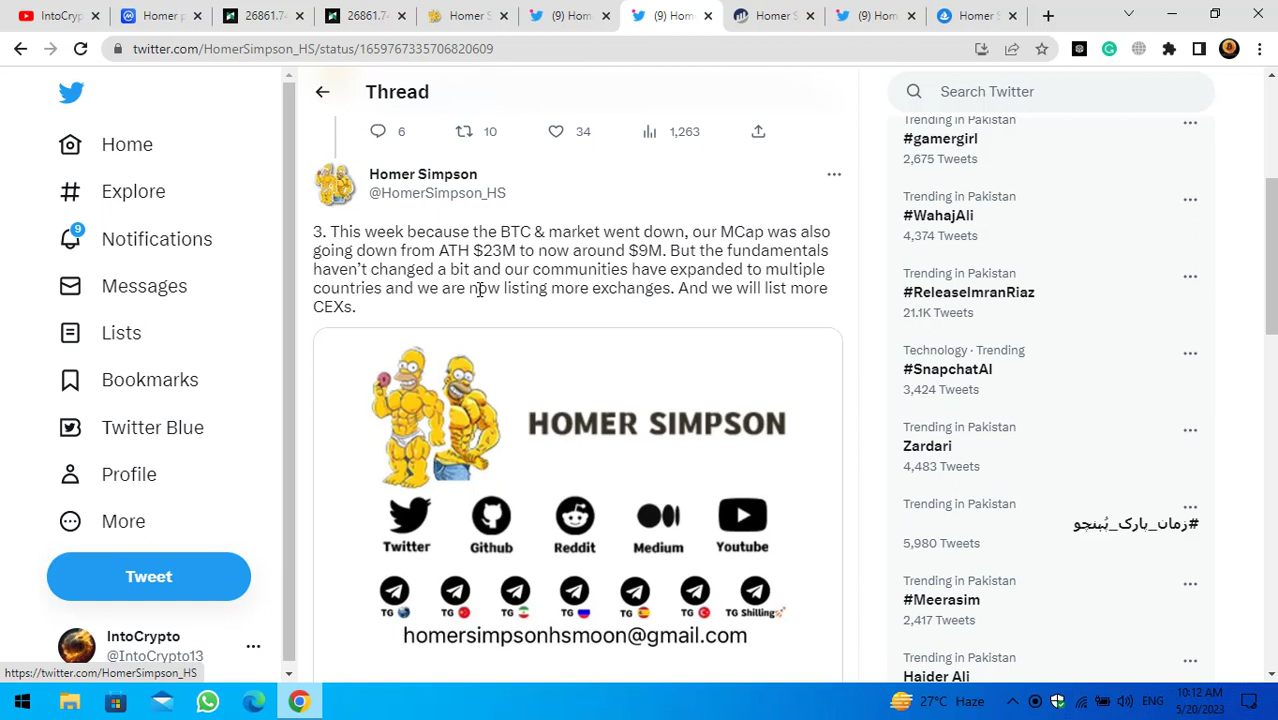 IntoCryp
Homer p
26861.74
26861.74
Homer S
(9) Hom
(9) Hom
Homer S
(9) Hom
Homer S
twitter.com/HomerSimpson_HS/status/1659767335706820609
Home
Explore
9
Notifications
Messages
Lists
Bookmarks
Twitter Blue
Profile
More
Tweet
IntoCrypto
@IntoCrypto13
https://twitter.com/HomerSimpson_HS
Thread
6 10 34 1,263
Homer Simpson
@HomerSimpson_HS
3. This week because the BTC & market went down, our MCap was also
going down from ATH $23M to now around $9M. But the fundamentals
haven’t changed a bit and our communities have expanded to multiple
countries and we are now listing more exchanges. And we will list more
CEXs.
HOMER SIMPSON
Twitter Github Reddit Medium Youtube
TG TG TG TG TG TG TG Shilling
homersimpsonhsmoon@gmail.com
Search Twitter
Trending in Pakistan
#gamergirl
2,675 Tweets
Trending in Pakistan
#WahajAli
4,374 Tweets
Trending in Pakistan
#ReleaseImranRiaz
21.1K Tweets
Technology · Trending
#SnapchatAI
3,424 Tweets
Trending in Pakistan
Zardari
4,483 Tweets
Trending in Pakistan
#زمان_پارک_پُہنچو
5,980 Tweets
Trending in Pakistan
#Meerasim
2,417 Tweets
Trending in Pakistan
Haider Ali
27°C Haze
ENG
10:12 AM
5/20/2023